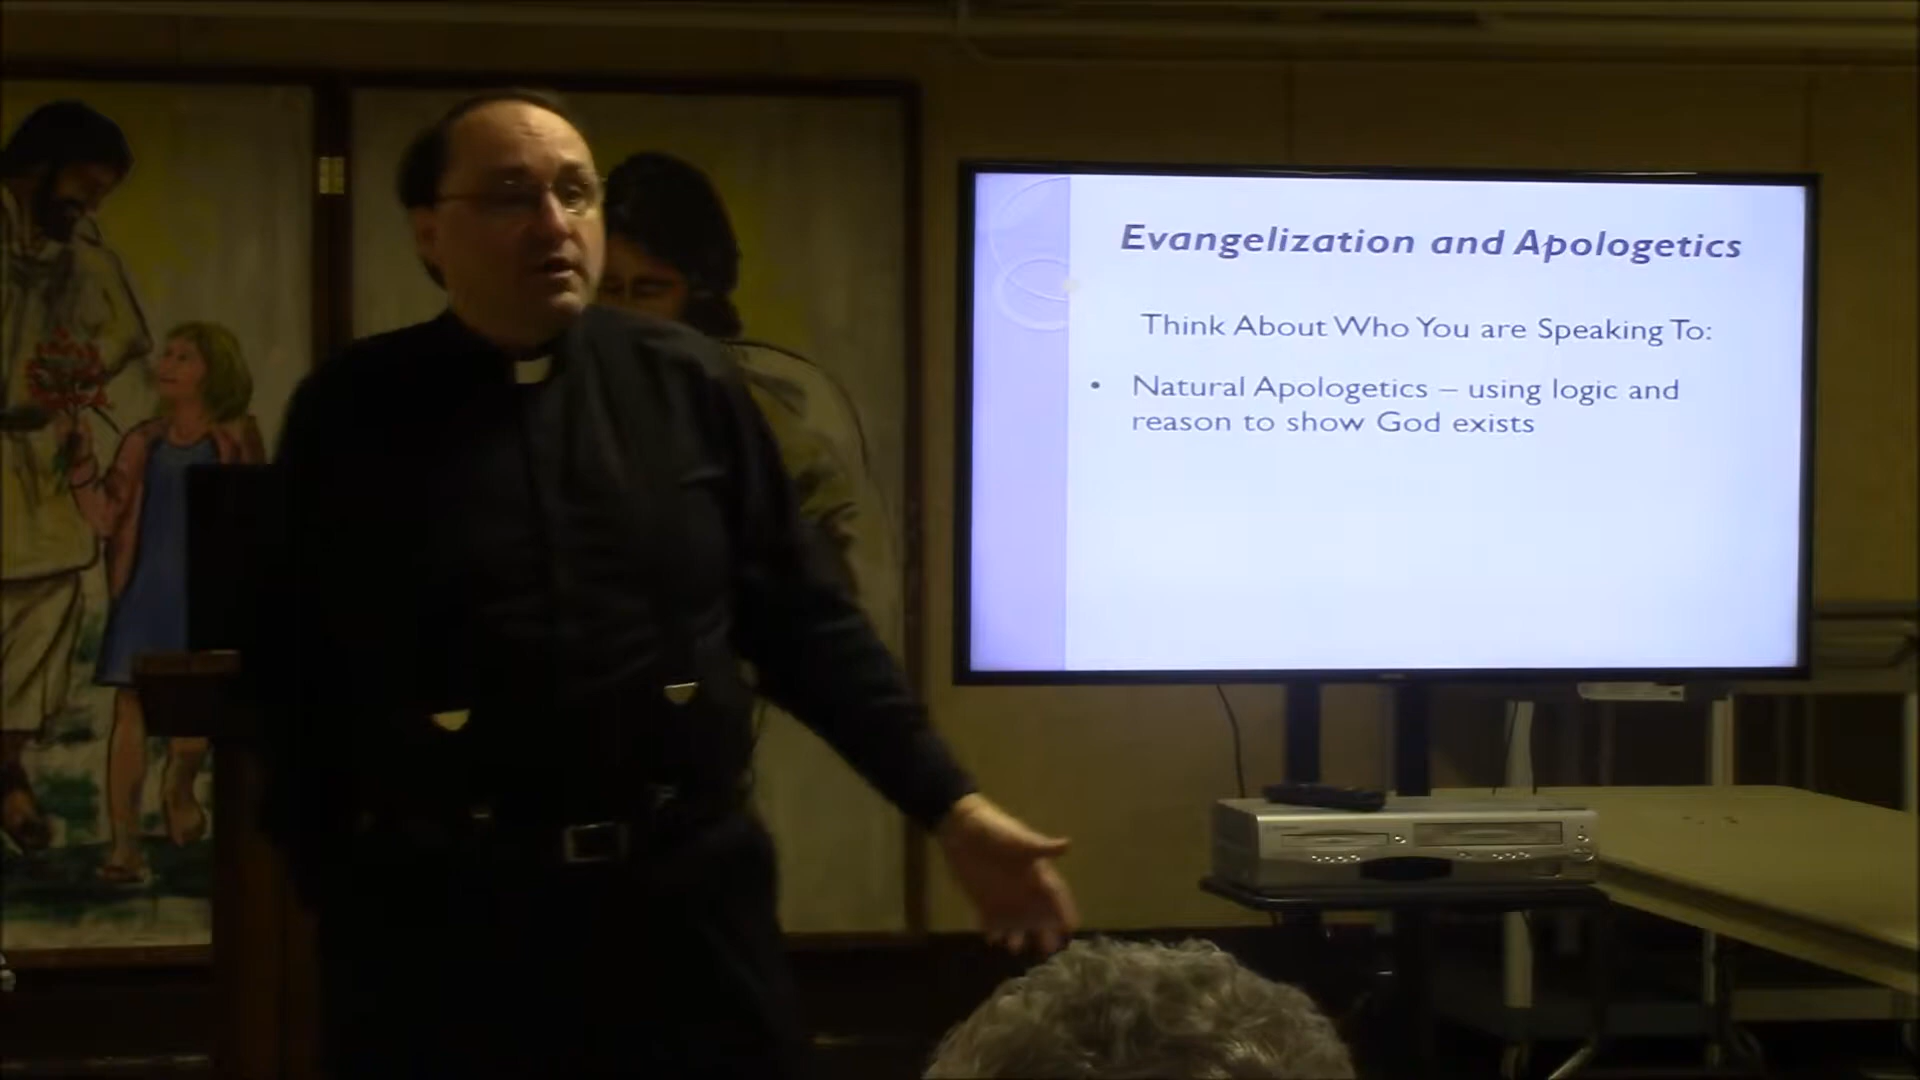 Evangelization and Apologetics
Think About Who You are Speaking To:
• Natural Apologetics – using logic and
reason to show God exists